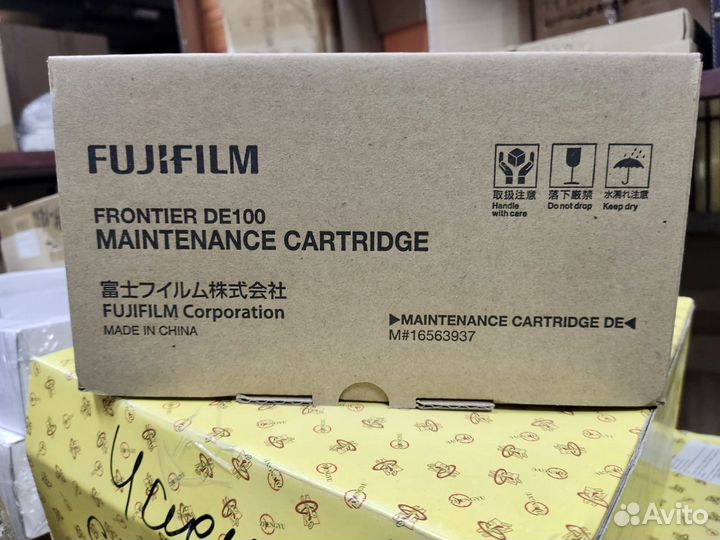 FUJIFILM
FRONTIER DE100
MAINTENANCE CARTRIDGE
富士フイルム株式会社
FUJIFILM Corporation
MADE IN CHINA
取扱注意
Handle
with care
落下厳禁
Do not drop
水濡れ注意
Keep dry
▶MAINTENANCE CARTRIDGE DE◀
M#16563937
Avito